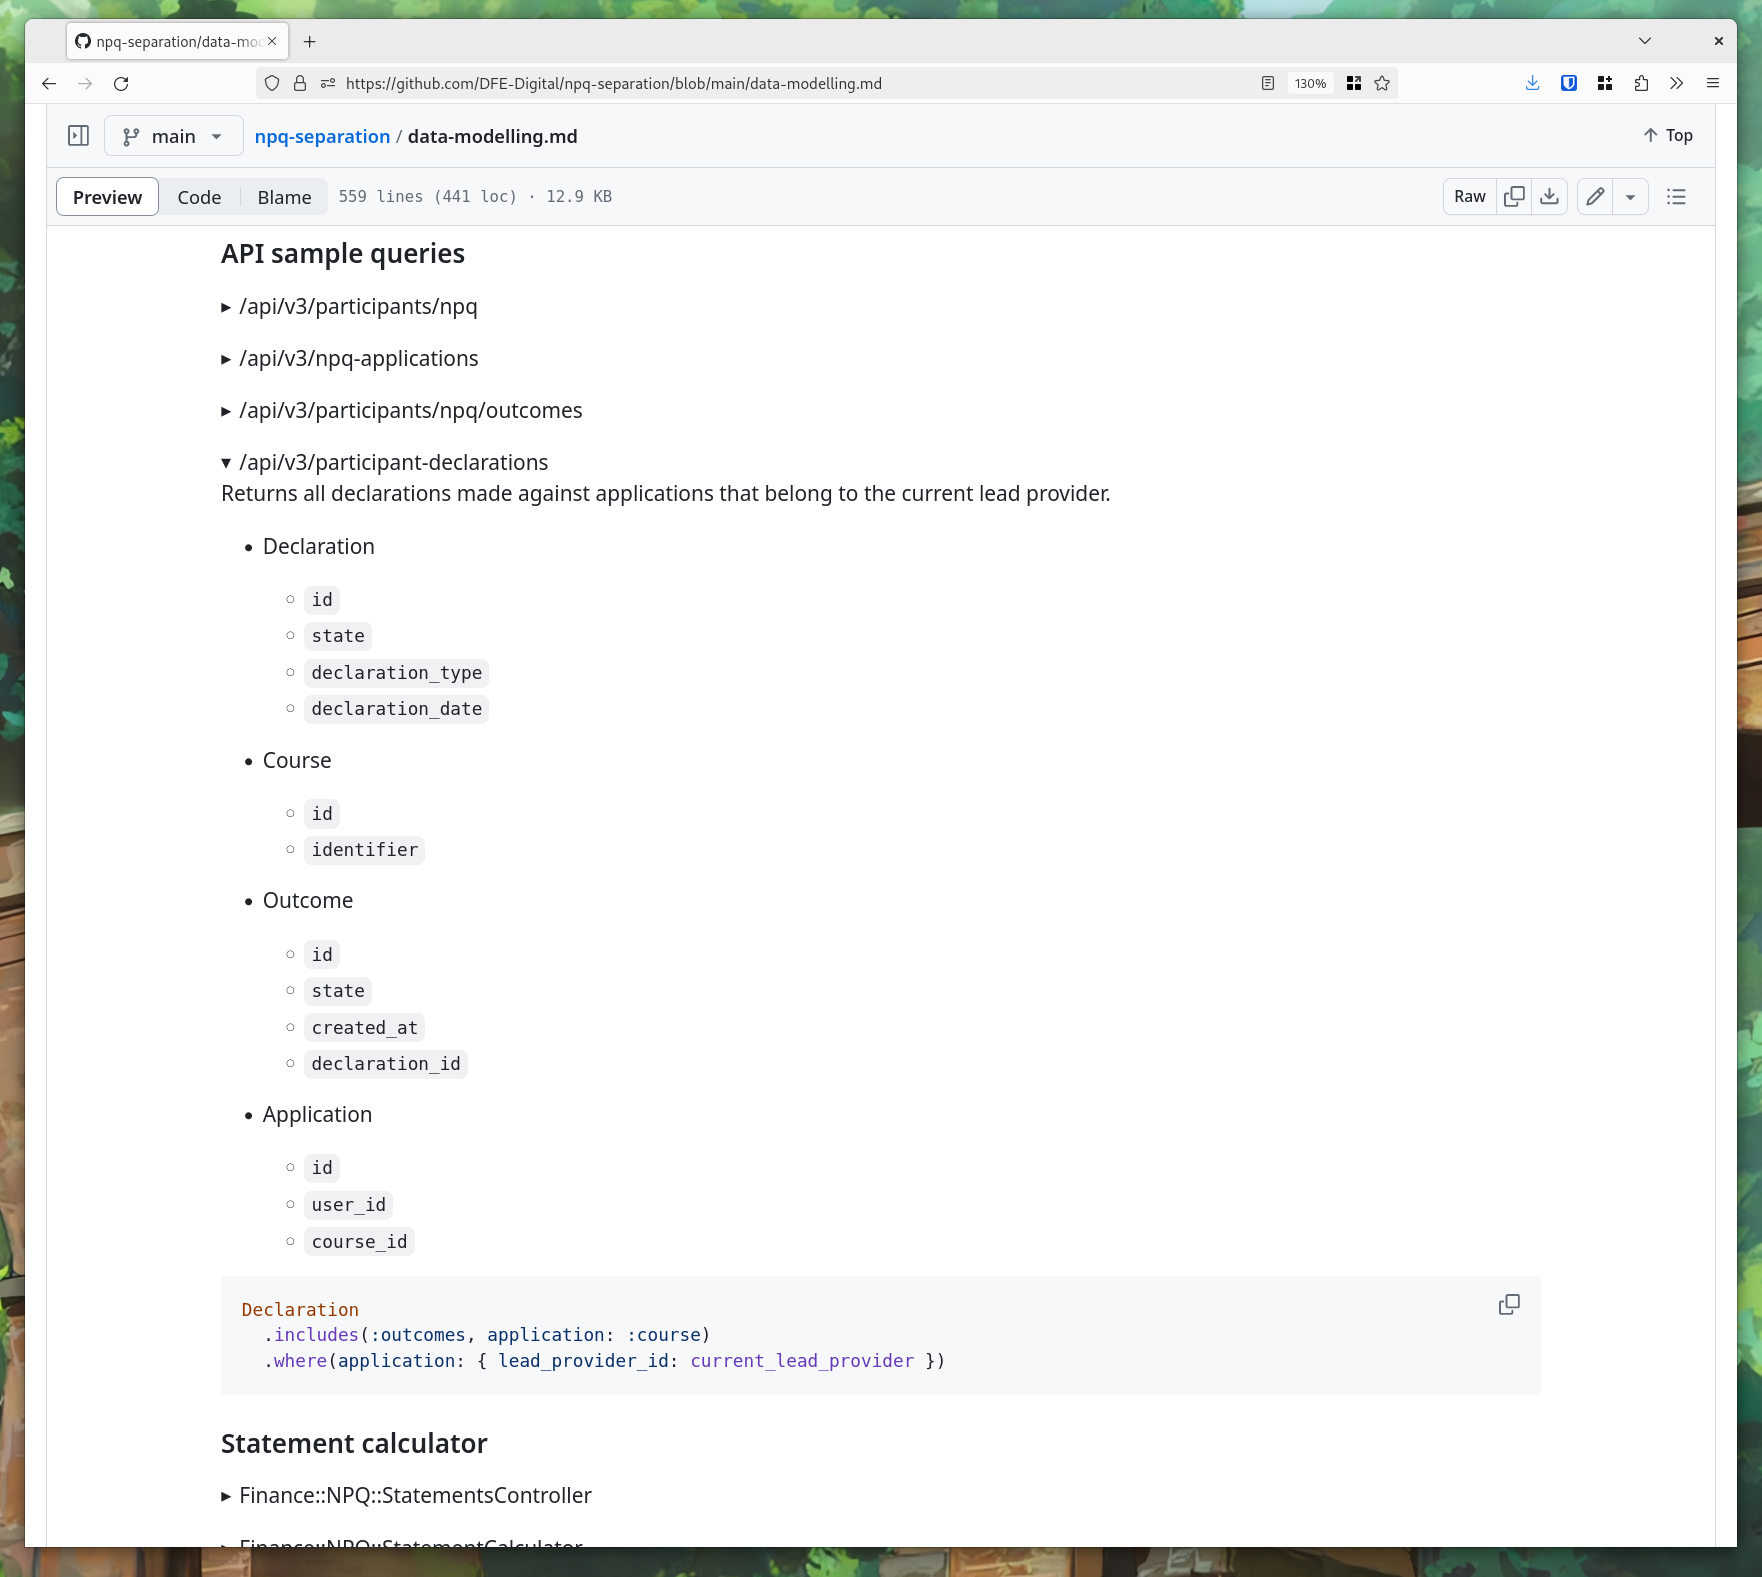 npq-separation/data-mo
https://github.com/DFE-Digital/npq-separation/blob/main/data-modelling.md
130%
main
npq-separation / data-modelling.md
Top
Preview
Code
Blame
559 lines (441 loc) · 12.9 KB
Raw
API sample queries
/api/v3/participants/npq
/api/v3/npq-applications
/api/v3/participants/npq/outcomes
/api/v3/participant-declarations
Returns all declarations made against applications that belong to the current lead provider.
Declaration
id
state
declaration_type
declaration_date
Course
id
identifier
Outcome
id
state
created_at
declaration_id
Application
id
user_id
course_id
Declaration
.includes(:outcomes, application: :course)
.where(application: { lead_provider_id: current_lead_provider })
Statement calculator
Finance::NPQ::StatementsController
Finance::NPQ::StatementCalculator